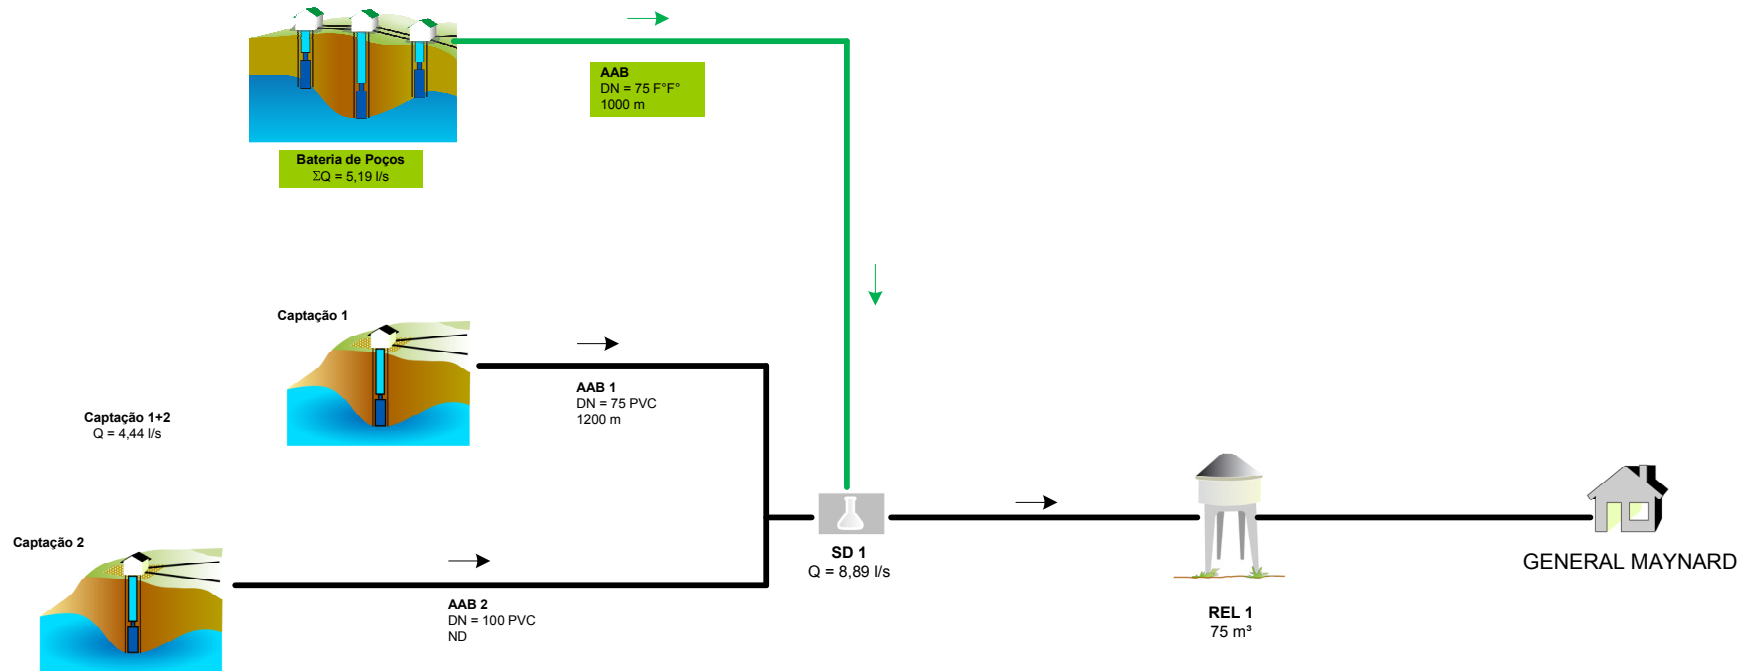 AAB
DN = 75 F°F°
1000 m
Bateria de Poços
ΣQ = 5,19 l/s
Captação 1
AAB 1
DN = 75 PVC
1200 m
Captação 1+2
Q = 4,44 l/s
Captação 2
AAB 2
DN = 100 PVC
ND
SD 1
Q = 8,89 l/s
REL 1
75 m³
GENERAL MAYNARD